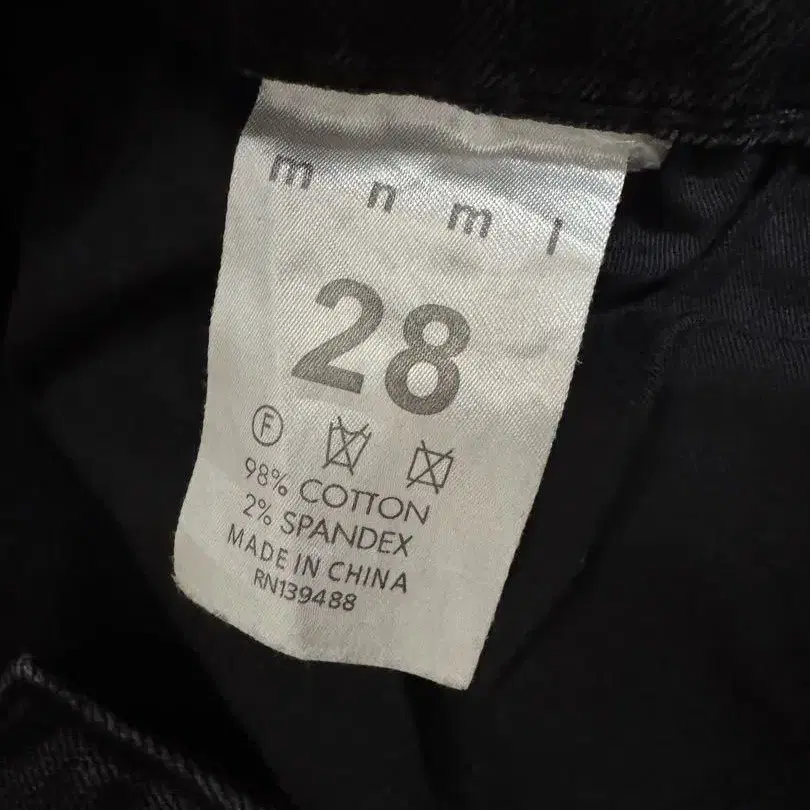 m n m l
28
F
98% COTTON
2% SPANDEX
MADE IN CHINA
RN139488